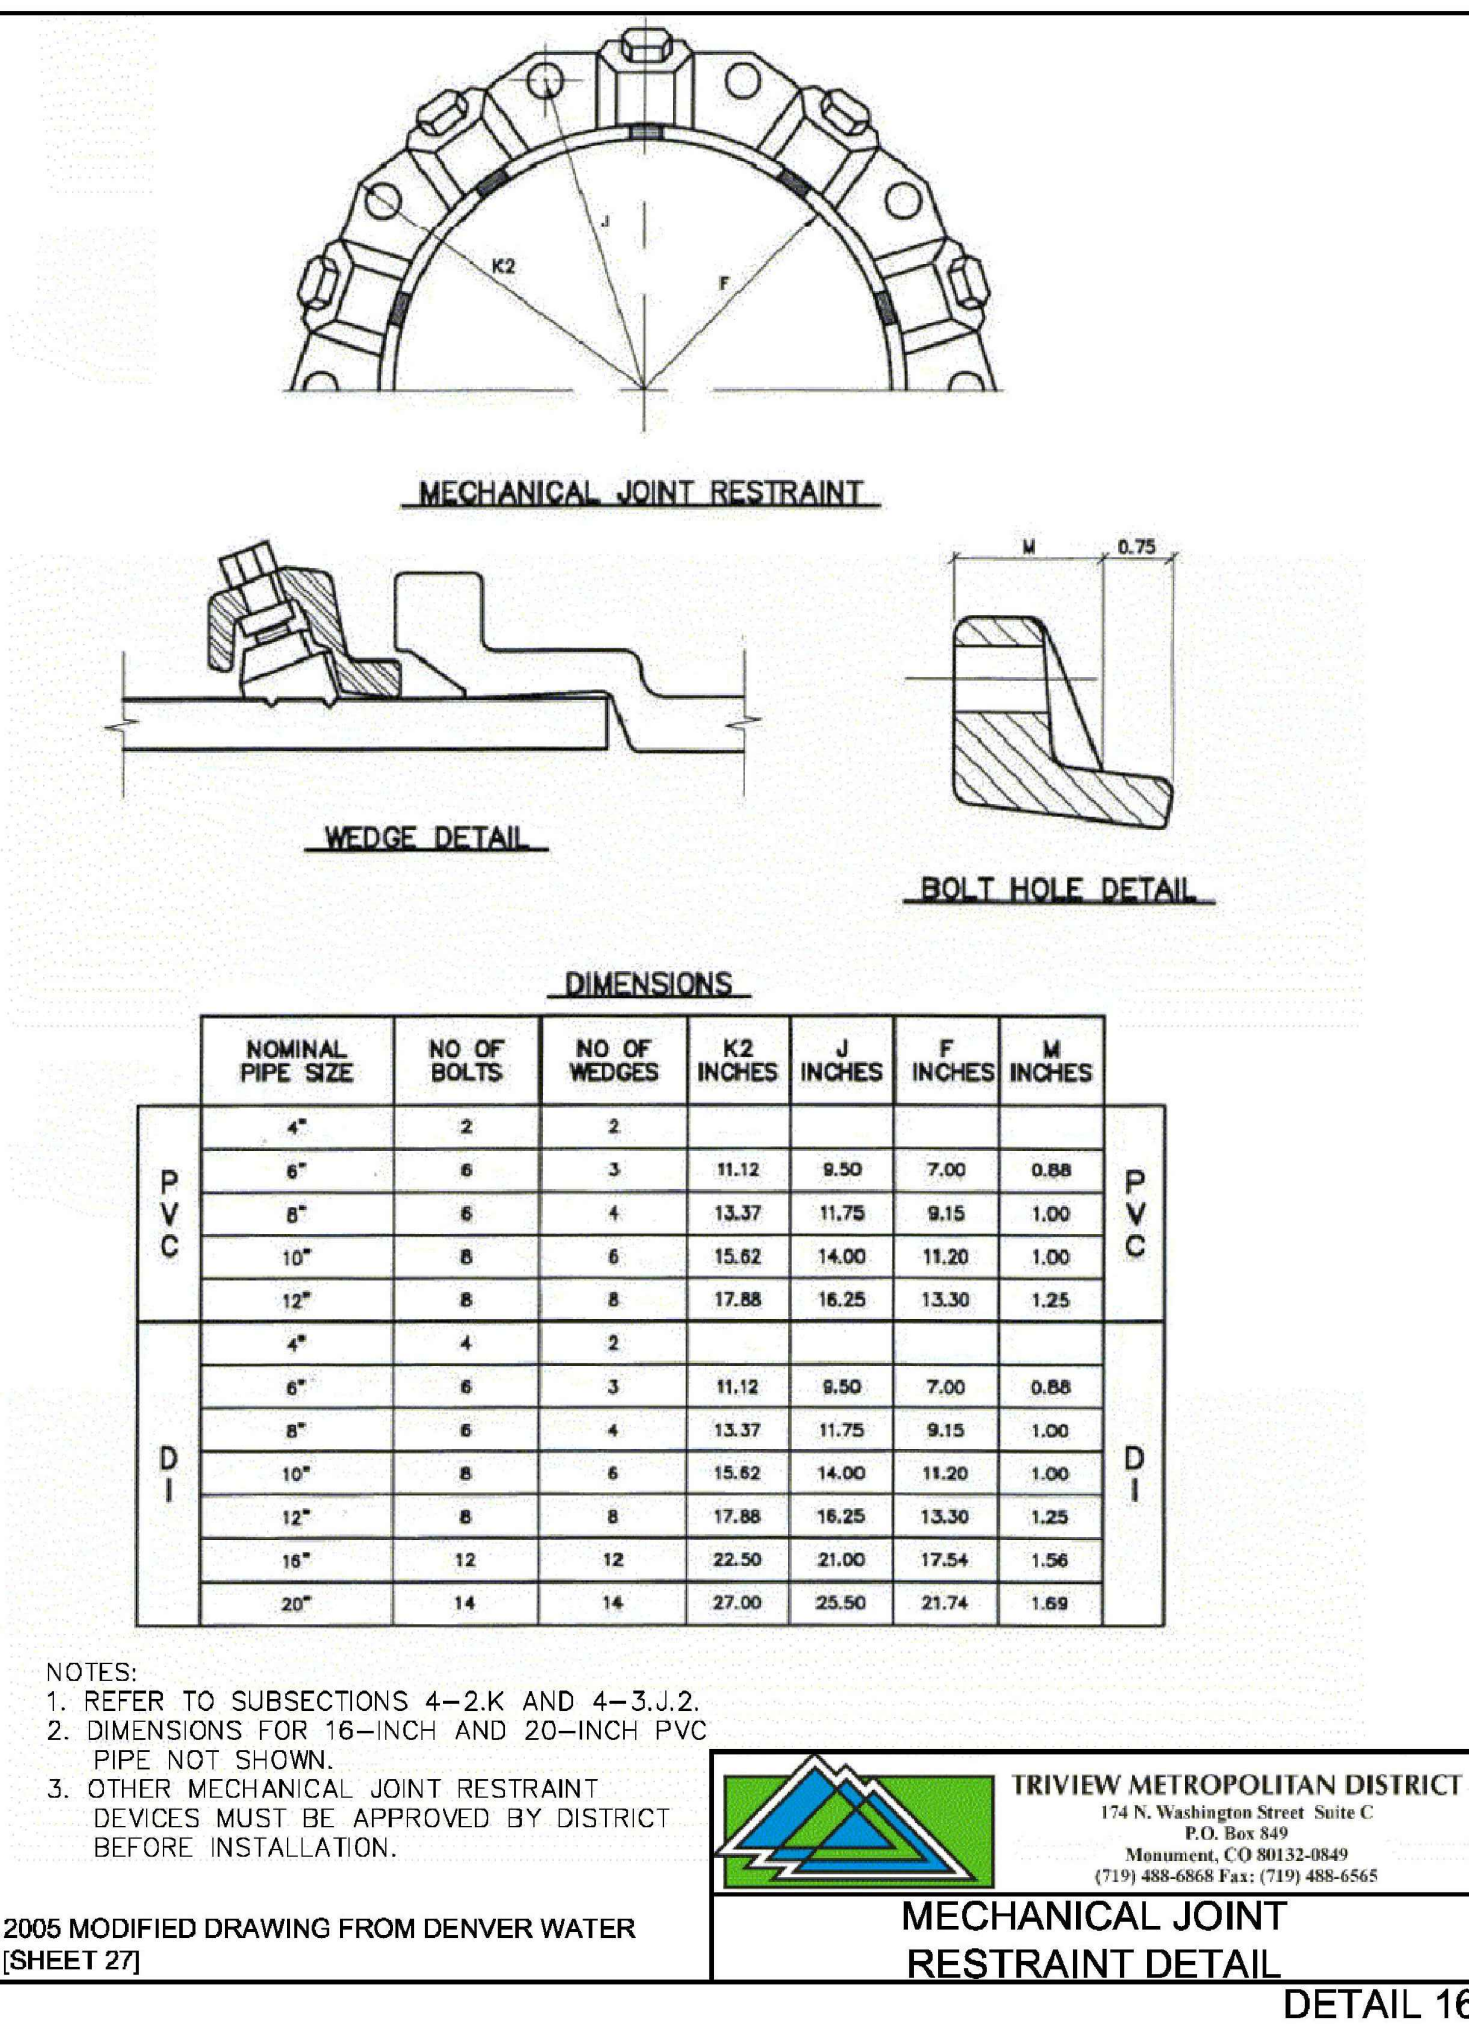 K2
J
F
MECHANICAL JOINT RESTRAINT
M
0.75
WEDGE DETAIL
BOLT HOLE DETAIL
DIMENSIONS
NOMINAL PIPE SIZE NO OF BOLTS NO OF WEDGES K2 INCHES J INCHES F INCHES M INCHES
PVC
4" 2 2
6" 6 3 11.12 9.50 7.00 0.88
8" 6 4 13.37 11.75 9.15 1.00
10" 8 6 15.62 14.00 11.20 1.00
12" 8 8 17.88 16.25 13.30 1.25
PVC
DI
4" 4 2
6" 6 3 11.12 9.50 7.00 0.88
8" 6 4 13.37 11.75 9.15 1.00
10" 8 6 15.62 14.00 11.20 1.00
12" 8 8 17.88 16.25 13.30 1.25
16" 12 12 22.50 21.00 17.54 1.56
20" 14 14 27.00 25.50 21.74 1.69
DI
NOTES:
1. REFER TO SUBSECTIONS 4-2.K AND 4-3.J.2.
2. DIMENSIONS FOR 16-INCH AND 20-INCH PVC
PIPE NOT SHOWN.
3. OTHER MECHANICAL JOINT RESTRAINT
DEVICES MUST BE APPROVED BY DISTRICT
BEFORE INSTALLATION.
2005 MODIFIED DRAWING FROM DENVER WATER
[SHEET 27]
TRIVIEW METROPOLITAN DISTRICT
174 N. Washington Street Suite C
P.O. Box 849
Monument, CO 80132-0849
(719) 488-6868 Fax: (719) 488-6565
MECHANICAL JOINT
RESTRAINT DETAIL
DETAIL 16